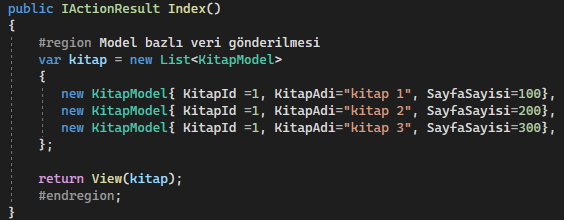 public IActionResult Index()
{
#region Model bazlı veri gönderilmesi
var kitap = new List<KitapModel>
{
new KitapModel{ KitapId =1, KitapAdi="kitap 1", SayfaSayisi=100},
new KitapModel{ KitapId =1, KitapAdi="kitap 2", SayfaSayisi=200},
new KitapModel{ KitapId =1, KitapAdi="kitap 3", SayfaSayisi=300},
};
return View(kitap);
#endregion;
}